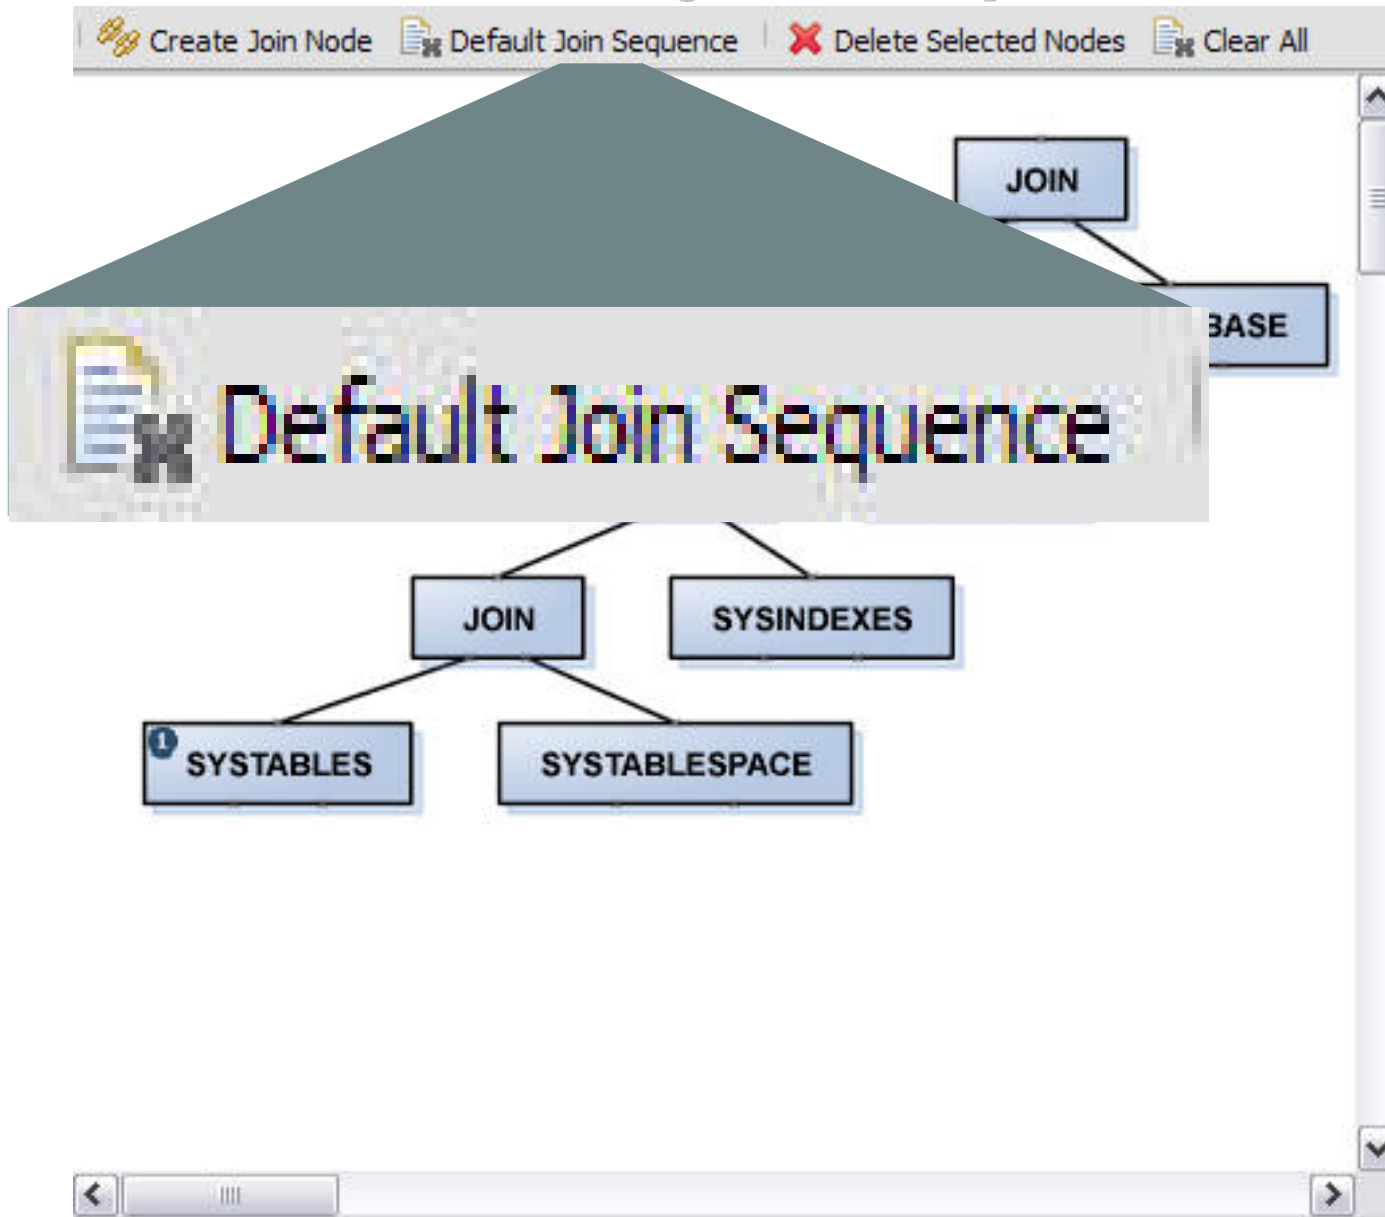 Create Join Node Default Join Sequence Delete Selected Nodes Clear All
JOIN
BASE
Default Join Sequence
JOIN
SYSINDEXES
1
SYSTABLES
SYSTABLESPACE